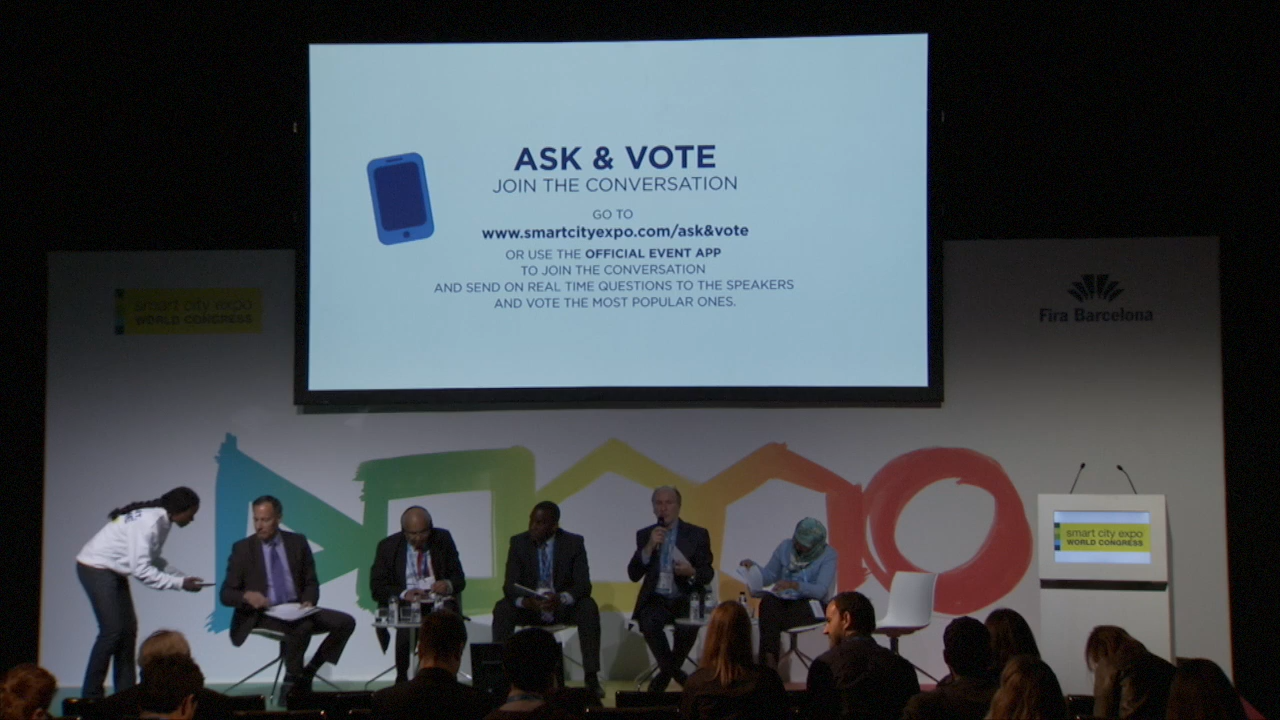 ASK & VOTE
JOIN THE CONVERSATION
GO TO
www.smartcityexpo.com/ask&vote
OR USE THE OFFICIAL EVENT APP
TO JOIN THE CONVERSATION
AND SEND ON REAL TIME QUESTIONS TO THE SPEAKERS
AND VOTE THE MOST POPULAR ONES.
smart city expo
WORLD CONGRESS
Fira Barcelona
smart city expo
WORLD CONGRESS